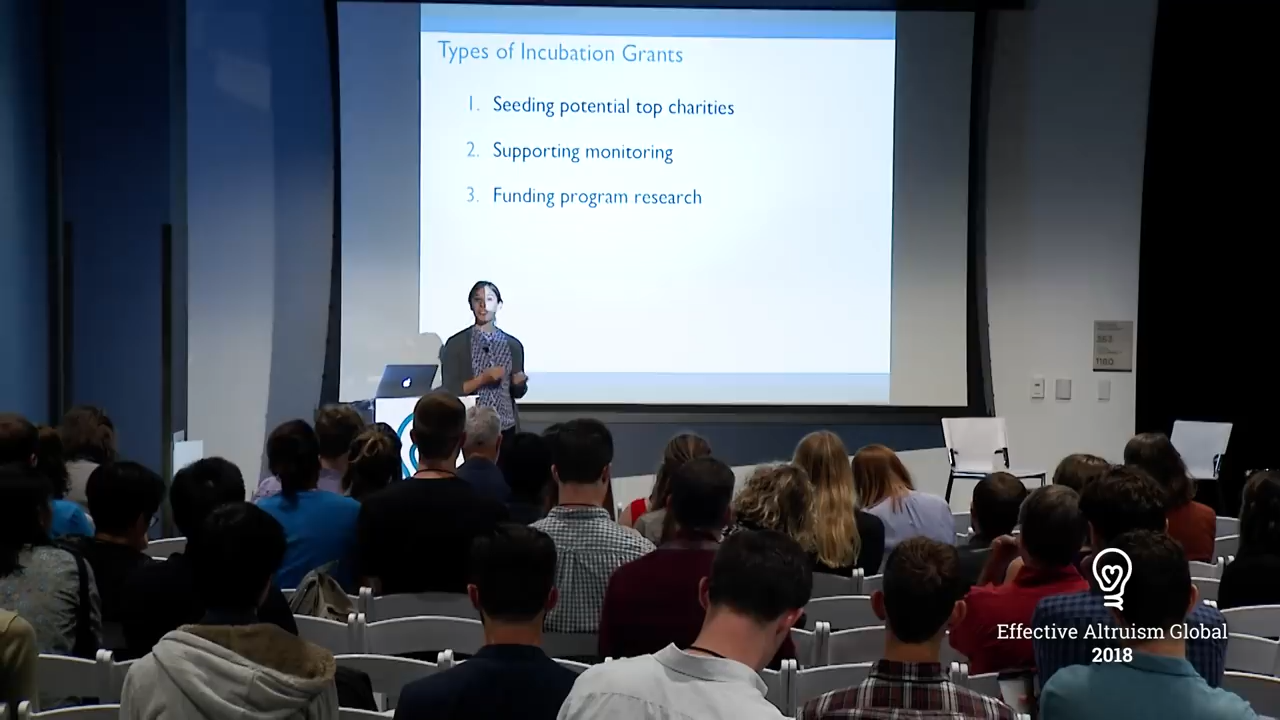 Types of Incubation Grants
1. Seeding potential top charities
2. Supporting monitoring
3. Funding program research
1180
Effective Altruism Global
2018